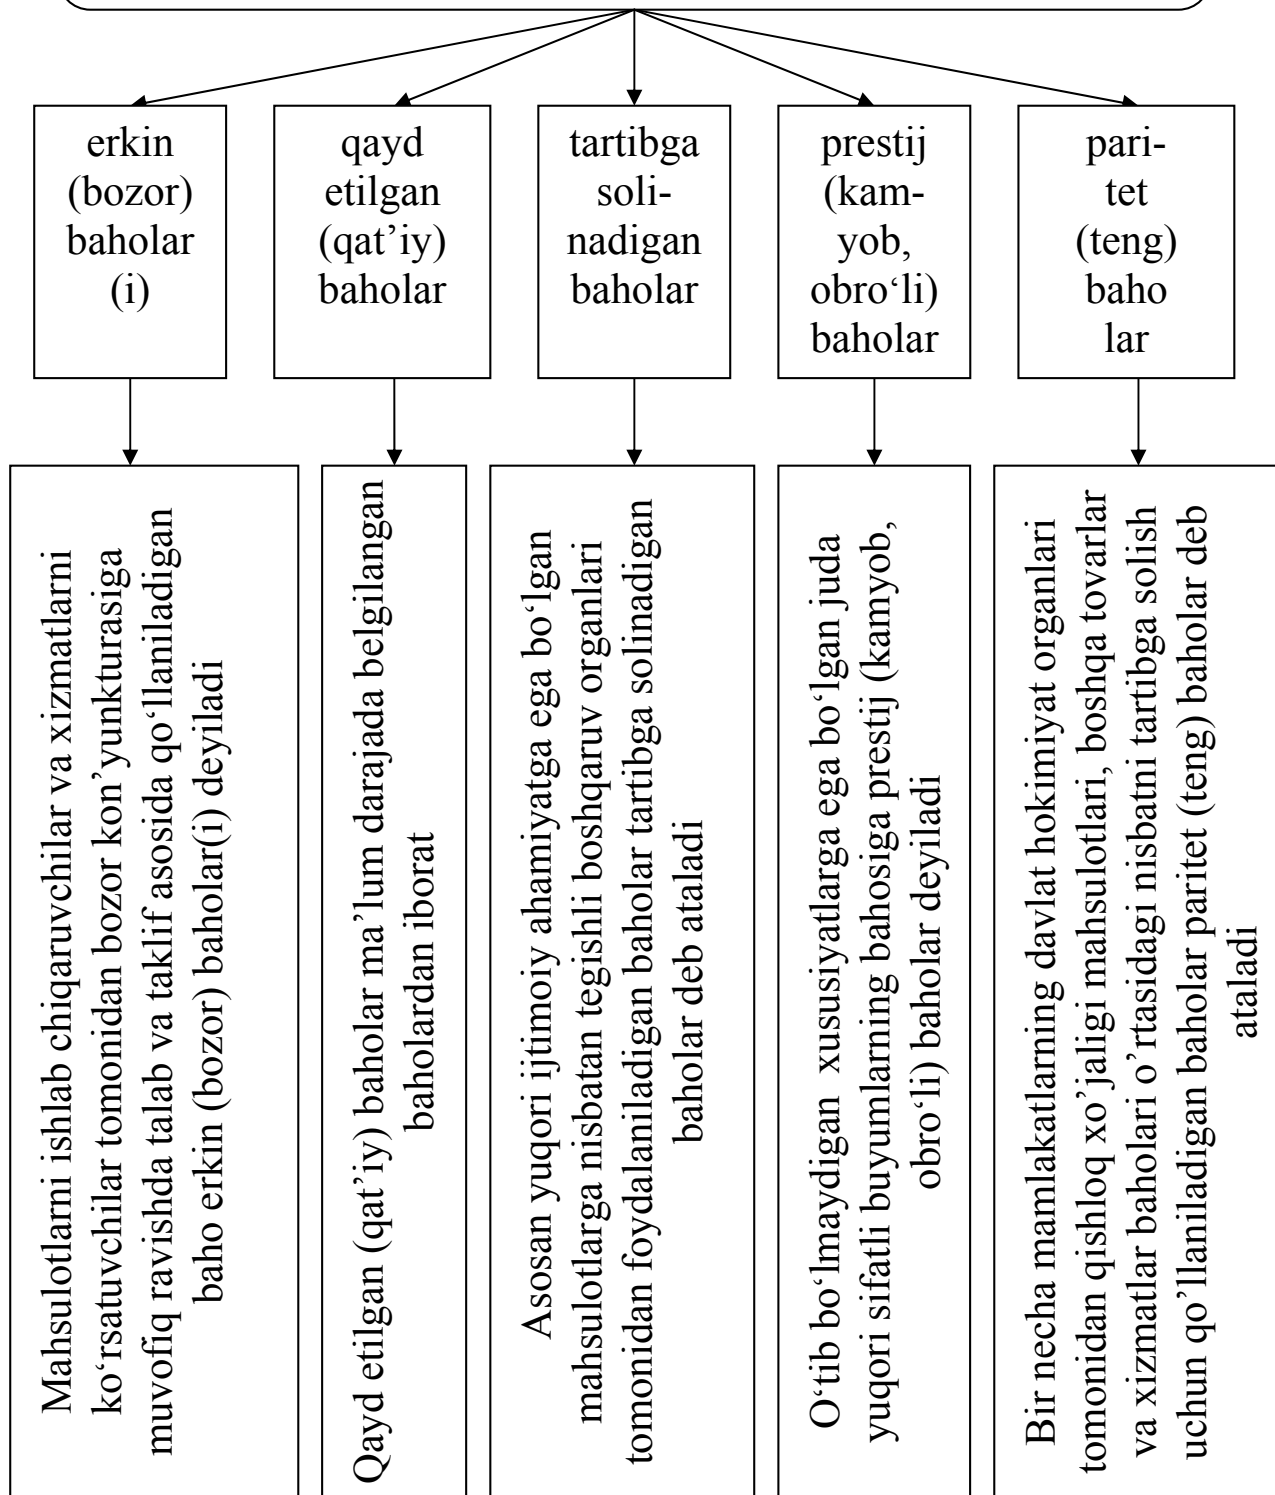 erkin
(bozor)
baholar
(i)
qayd
etilgan
(qat’iy)
baholar
tartibga
soli-
nadigan
baholar
prestij
(kam-
yob,
obro‘li)
baholar
pari-
tet
(teng)
baho
lar
Mahsulotlarni ishlab chiqaruvchilar va xizmatlarni
ko‘rsatuvchilar tomonidan bozor kon’yunkturasiga
muvofiq ravishda talab va taklif asosida qo‘llaniladigan
baho erkin (bozor) baholar(i) deyiladi
Qayd etilgan (qat’iy) baholar ma’lum darajada belgilangan
baholardan iborat
Asosan yuqori ijtimoiy ahamiyatga ega bo‘lgan
mahsulotlarga nisbatan tegishli boshqaruv organlari
tomonidan foydalaniladigan baholar tartibga solinadigan
baholar deb ataladi
O‘tib bo‘lmaydigan xususiyatlarga ega bo‘lgan juda
yuqori sifatli buyumlarning bahosiga prestij (kamyob,
obro‘li) baholar deyiladi
Bir necha mamlakatlarning davlat hokimiyat organlari
tomonidan qishloq xo’jaligi mahsulotlari, boshqa tovarlar
va xizmatlar baholari o’rtasidagi nisbatni tartibga solish
uchun qo’llaniladigan baholar paritet (teng) baholar deb
ataladi